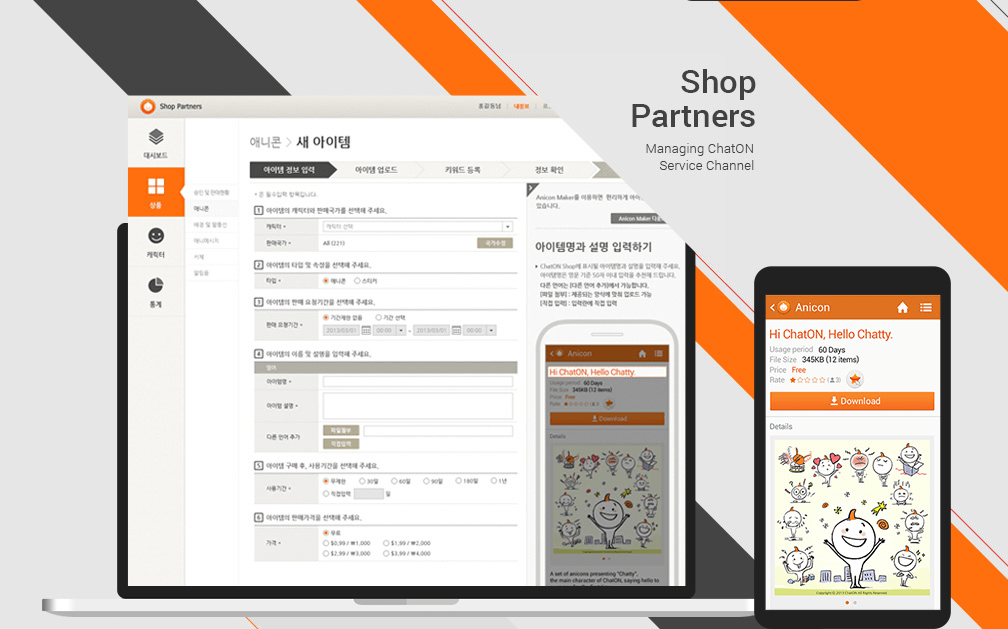 Shop
Partners
Managing ChatON
Service Channel
Shop Partners
홍길동님
내정보
대시보드
상품
캐릭터
통계
승인 및 판매현황
애니콘
애니메시지
서체
알림음
애니콘 > 새 아이템
아이템 정보 입력
아이템 업로드
키워드 등록
정보 확인
* 은 필수입력 항목입니다.
1 아이템의 캐릭터와 판매국가를 선택해 주세요.
캐릭터 *
캐릭터 선택
판매국가 *
All (221)
국가수정
2 아이템의 타입 및 속성을 선택해 주세요.
타입 *
애니콘
스티커
3 아이템의 판매 요청기간을 선택해 주세요.
판매 요청기간 *
기간제한 없음
기간 선택
2013/03/01
00:00
~
2013/03/01
00:00
4 아이템의 이름 및 설명을 입력해 주세요.
영어
아이템명 *
아이템 설명 *
다른 언어 추가
파일첨부
직접입력
5 아이템 구매 후, 사용기간을 선택해 주세요.
사용기간 *
무제한
30일
60일
90일
180일
1년
직접입력
일
6 아이템의 판매가격을 선택해 주세요.
가격 *
무료
$0.99 / ₩1,000
$1.99 / ₩2,000
$2.99 / ₩3,000
$3.99 / ₩4,000
Anicon Maker를 이용하면 편리하게 아이
있습니다.
Anicon Maker 다운
아이템명과 설명 입력하기
ChatON Shop에 표시될 아이템명과 설명을 입력해 주세요.
아이템명은 영문 기준 50자 이내 입력을 추천해 드립니다.
다른 언어는 [다른 언어 추가]에서 가능합니다.
[파일 첨부] : 제공되는 양식에 맞춰 업로드 가능
[직접 입력] : 입력란에 직접 입력
Anicon
Hi ChatON, Hello Chatty.
Usage period 60 Days
File Size 345KB (12 items)
Price Free
Rate
Download
Details
A set of anicons presenting "Chatty",
the main character of ChatON, saying hello to
Anicon
Hi ChatON, Hello Chatty.
Usage period 60 Days
File Size 345KB (12 items)
Price Free
Rate
Download
Details
Copyright © 2013 ChatON All Rights Reserved